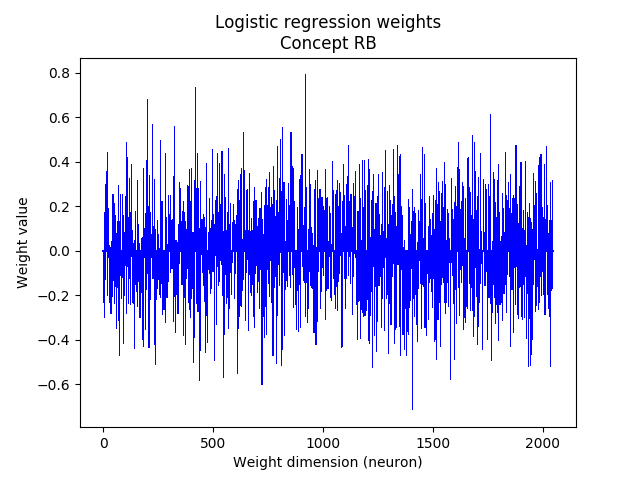 Logistic regression weights
Concept RB
0.8
0.6
0.4
0.2
0.0
−0.2
−0.4
−0.6
Weight value
0 500 1000 1500 2000
Weight dimension (neuron)